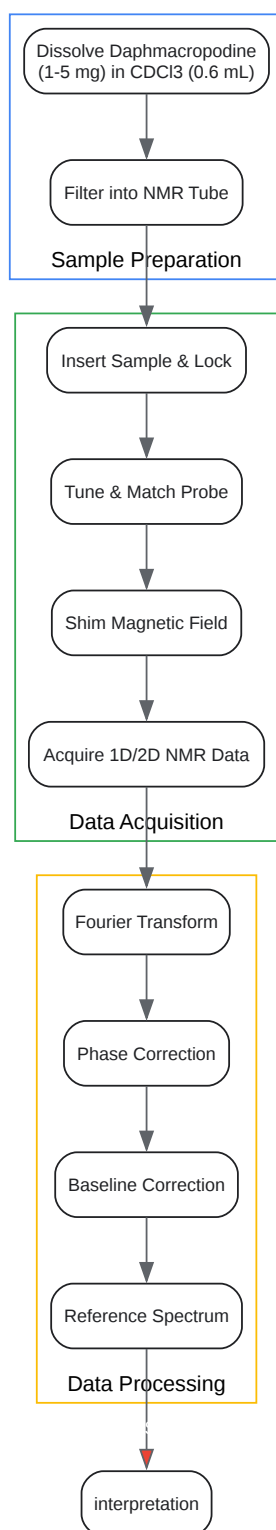 Dissolve Daphmacropodine
(1-5 mg) in CDCl3 (0.6 mL)
Filter into NMR Tube
Sample Preparation
Insert Sample & Lock
Tune & Match Probe
Shim Magnetic Field
Acquire 1D/2D NMR Data
Data Acquisition
Fourier Transform
Phase Correction
Baseline Correction
Reference Spectrum
Data Processing
interpretation